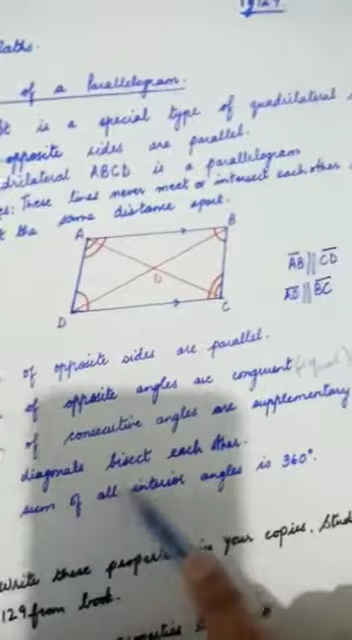 Maths.
of a Parallelogram.
It is a special type of quadrilateral
opposite sides are parallel.
quadrilateral ABCD is a parallelogram
These lines never meet or intersect each other
at the same distance apart.
A B
AB || CD
O
AD || BC
D C
of opposite sides are parallel.
of opposite angles are congruent (equal)
of consecutive angles are supplementary
diagonals bisect each other.
sum of all interior angles is 360°.
Write these properties in your copies. Stud
129 from book.